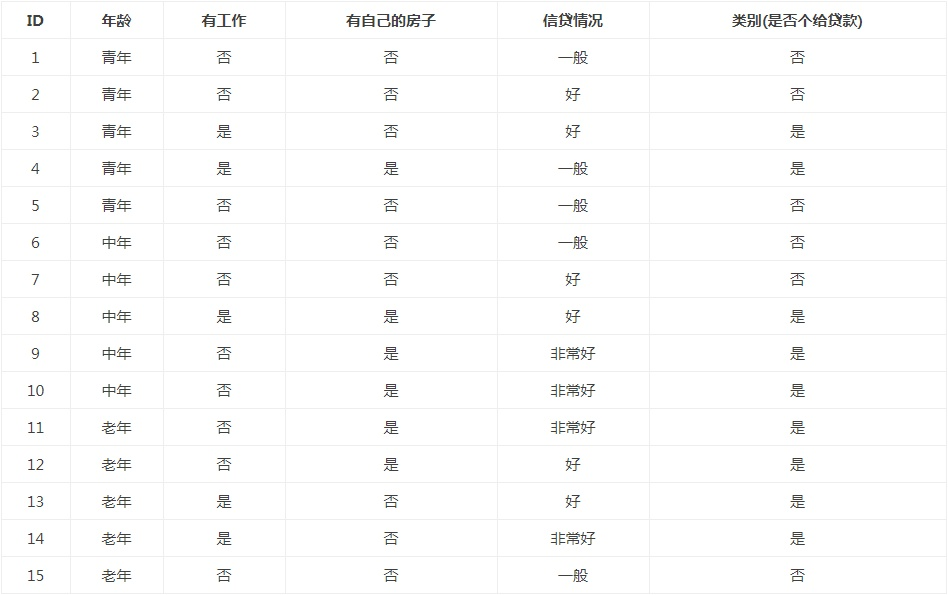 ID 年龄 有工作 有自己的房子 信贷情况 类别(是否个给贷款)
1 青年 否 否 一般 否
2 青年 否 否 好 否
3 青年 是 否 好 是
4 青年 是 是 一般 是
5 青年 否 否 一般 否
6 中年 否 否 一般 否
7 中年 否 否 好 否
8 中年 是 是 好 是
9 中年 否 是 非常好 是
10 中年 否 是 非常好 是
11 老年 否 是 非常好 是
12 老年 否 是 好 是
13 老年 是 否 好 是
14 老年 是 否 非常好 是
15 老年 否 否 一般 否